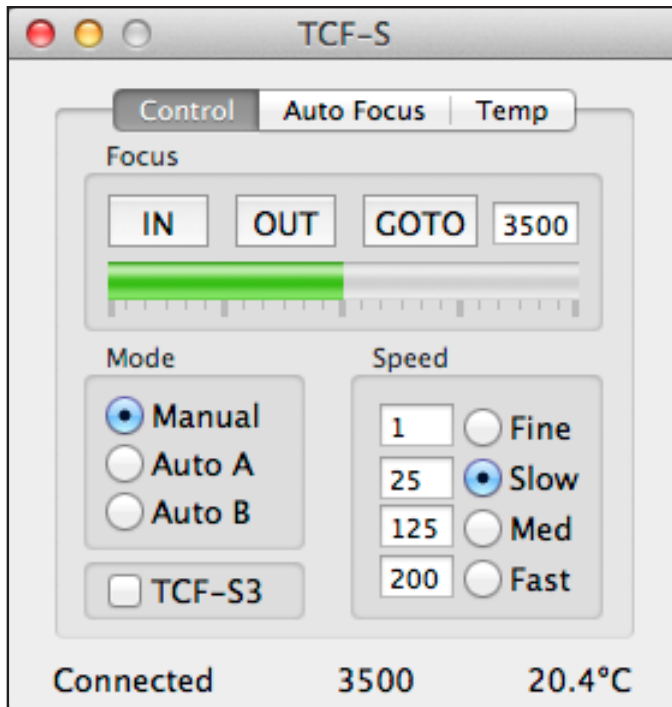 TCF-S
Control Auto Focus Temp
Focus
IN OUT GOTO 3500
Mode
Manual
Auto A
Auto B
TCF-S3
Speed
1 Fine
25 Slow
125 Med
200 Fast
Connected 3500 20.4°C